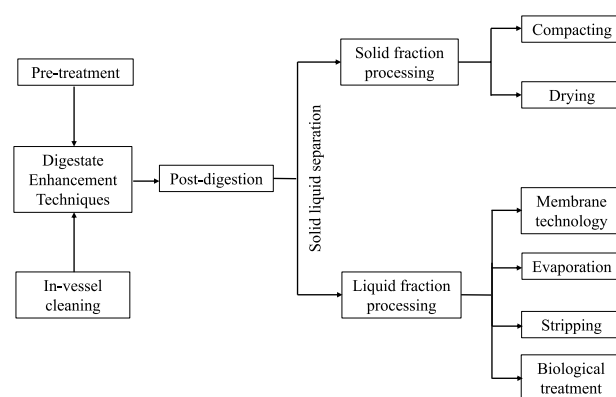 Pre-treatment
Digestate
Enhancement
Techniques
In-vessel
cleaning
Post-digestion
Solid liquid separation
Solid fraction
processing
Compacting
Drying
Liquid fraction
processing
Membrane
technology
Evaporation
Stripping
Biological
treatment